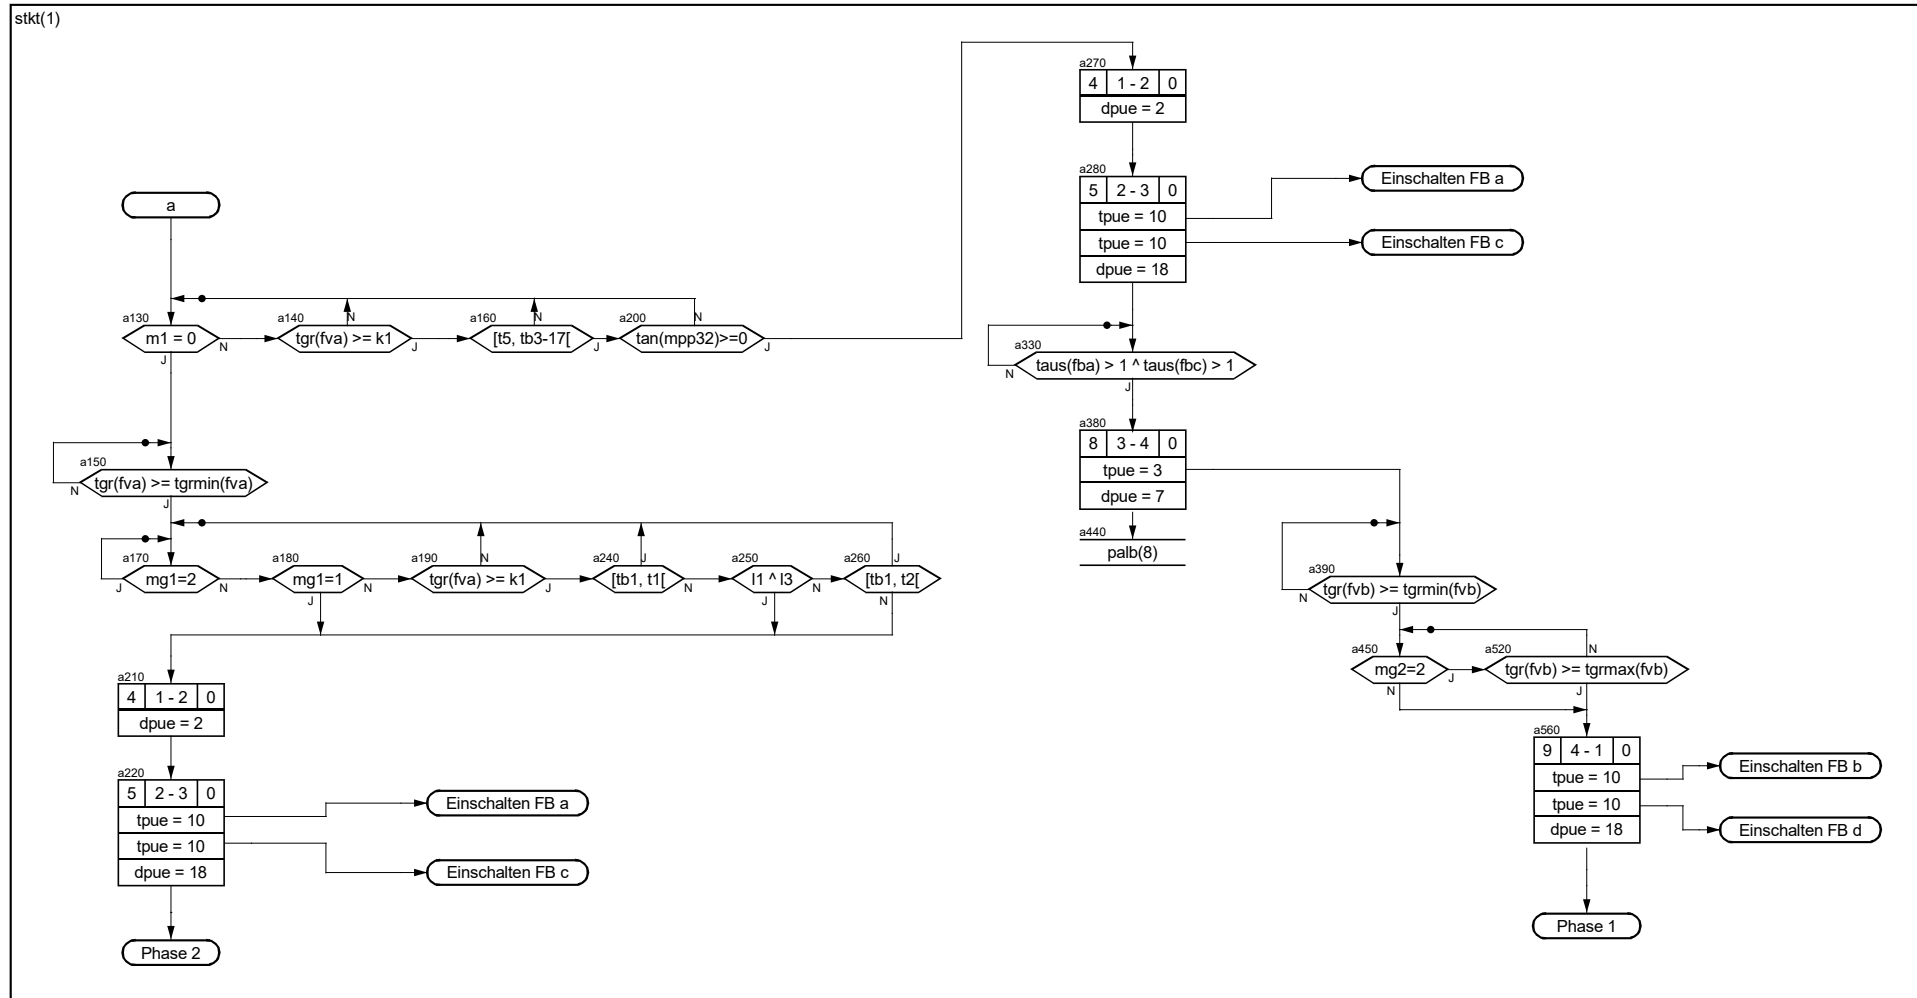 stkt(1)
a
a130
m1 = 0
J
N
a140
tgr(fva) >= k1
N
J
a160
[t5, tb3-17[
N
J
a200
tan(mpp32)>=0
N
J
a150
tgr(fva) >= tgrmin(fva)
N
J
a170
mg1=2
J
N
a180
mg1=1
J
N
a190
tgr(fva) >= k1
N
J
a240
[tb1, t1[
J
N
a250
l1 ^ l3
J
N
a260
[tb1, t2[
J
N
a210
4 1 - 2 0
dpue = 2
a220
5 2 - 3 0
tpue = 10
tpue = 10
dpue = 18
Einschalten FB a
Einschalten FB c
Phase 2
a270
4 1 - 2 0
dpue = 2
a280
5 2 - 3 0
tpue = 10
tpue = 10
dpue = 18
Einschalten FB a
Einschalten FB c
a330
taus(fba) > 1 ^ taus(fbc) > 1
N
J
a380
8 3 - 4 0
tpue = 3
dpue = 7
a440
palb(8)
a390
tgr(fvb) >= tgrmin(fvb)
N
J
a450
mg2=2
J
N
a520
tgr(fvb) >= tgrmax(fvb)
N
J
a560
9 4 - 1 0
tpue = 10
tpue = 10
dpue = 18
Einschalten FB b
Einschalten FB d
Phase 1